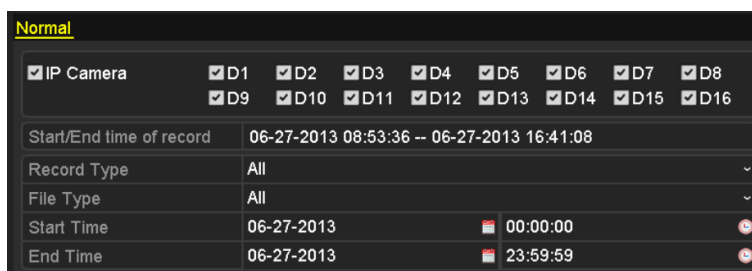 Normal
IP Camera D1 D2 D3 D4 D5 D6 D7 D8
D9 D10 D11 D12 D13 D14 D15 D16
Start/End time of record 06-27-2013 08:53:36 -- 06-27-2013 16:41:08
Record Type All
File Type All
Start Time 06-27-2013 00:00:00
End Time 06-27-2013 23:59:59